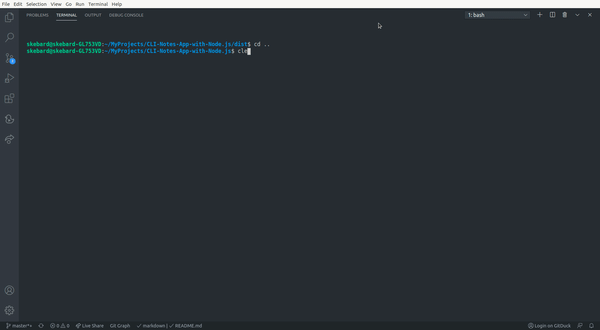 File Edit Selection View Go Run Terminal Help
PROBLEMS TERMINAL OUTPUT DEBUG CONSOLE 1: bash
skebard@skebard-GL753VD:~/MyProjects/CLI-Notes-App-with-Node.js/dist$ cd ..
skebard@skebard-GL753VD:~/MyProjects/CLI-Notes-App-with-Node.js$ cle
master*+ 0 0 Live Share Git Graph markdown | README.md Login on GitDuck